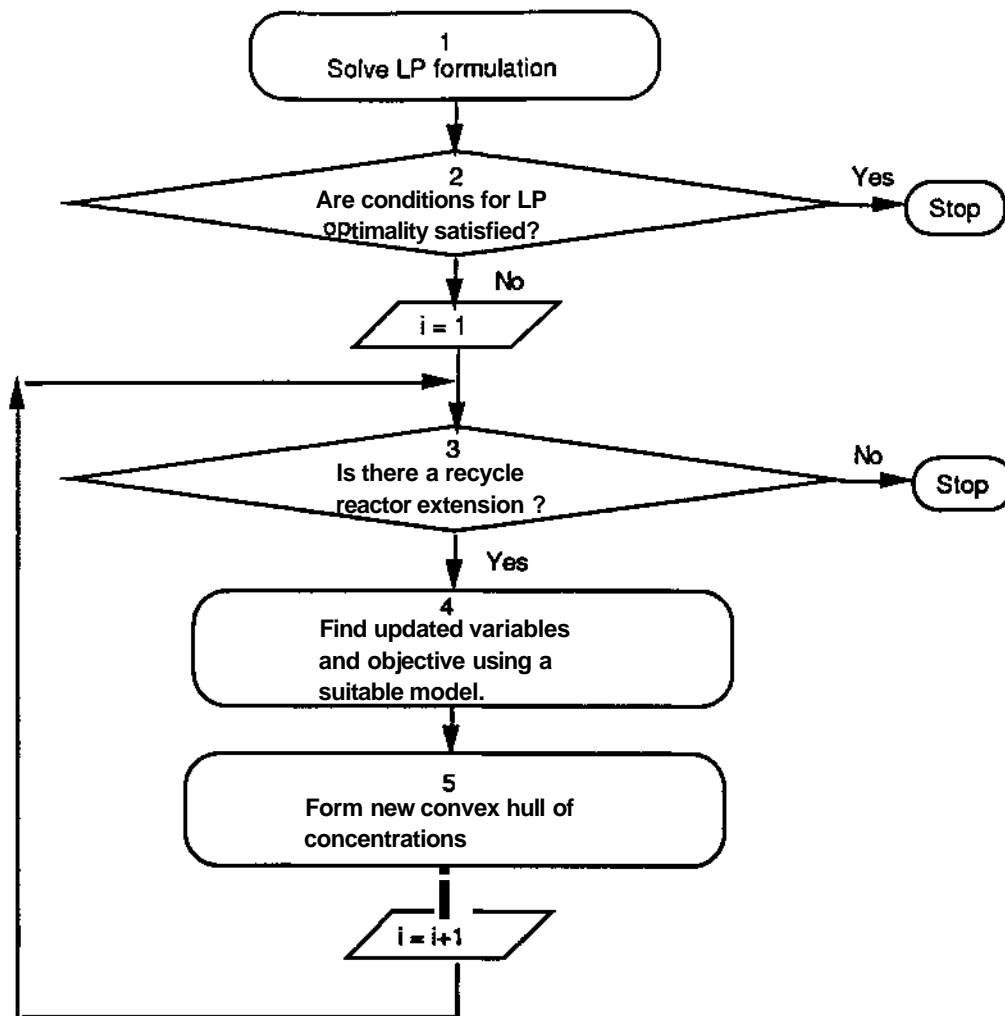 1
Solve LP formulation
2
Are conditions for LP
optimality satisfied?
Yes
Stop
No
i = 1
3
Is there a recycle
reactor extension ?
No
Stop
Yes
4
Find updated variables
and objective using a
suitable model.
5
Form new convex hull of
concentrations
i = i+1